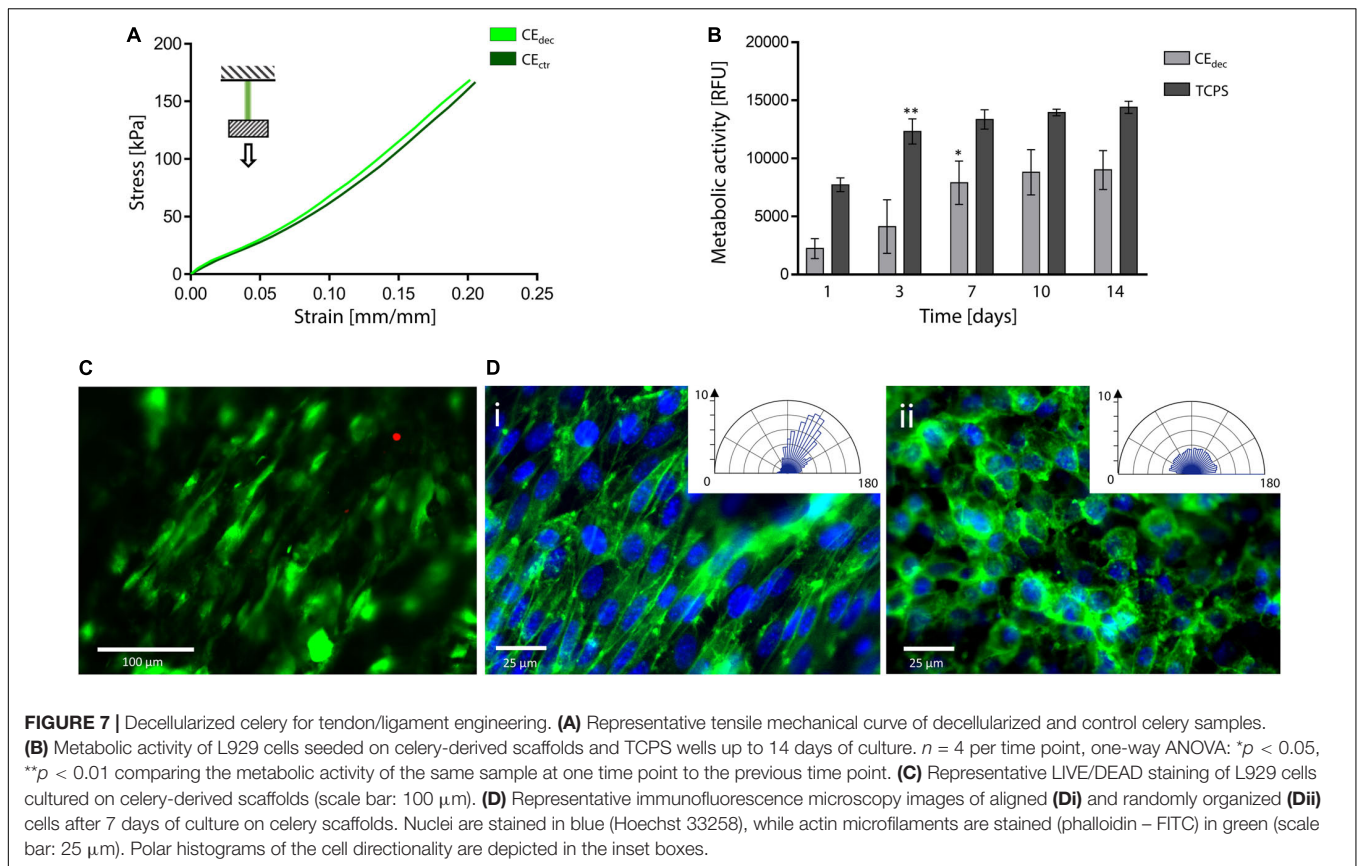 A
CEdec
CEctr
200
150
100
50
0
Stress [kPa]
0.00 0.05 0.10 0.15 0.20 0.25
Strain [mm/mm]
B
CEdec
TCPS
20000
15000
10000
5000
0
Metabolic activity [RFU]
**
*
1 3 7 10 14
Time [days]
C
100 μm
D
i
10
0 180
25 μm
ii
10
0 180
25 μm
FIGURE 7 | Decellularized celery for tendon/ligament engineering. (A) Representative tensile mechanical curve of decellularized and control celery samples.
(B) Metabolic activity of L929 cells seeded on celery-derived scaffolds and TCPS wells up to 14 days of culture. n = 4 per time point, one-way ANOVA: *p < 0.05,
**p < 0.01 comparing the metabolic activity of the same sample at one time point to the previous time point. (C) Representative LIVE/DEAD staining of L929 cells
cultured on celery-derived scaffolds (scale bar: 100 μm). (D) Representative immunofluorescence microscopy images of aligned (Di) and randomly organized (Dii)
cells after 7 days of culture on celery scaffolds. Nuclei are stained in blue (Hoechst 33258), while actin microfilaments are stained (phalloidin – FITC) in green (scale
bar: 25 μm). Polar histograms of the cell directionality are depicted in the inset boxes.